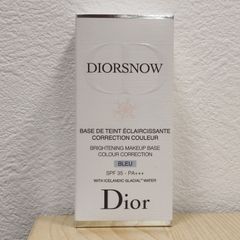 DIORSNOW
BASE DE TEINT ÉCLAIRCISSANTE
CORRECTION COULEUR
BRIGHTENING MAKEUP BASE
COLOUR CORRECTION
BLEU
SPF 35 - PA+++
WITH ICELANDIC GLACIAL™ WATER
Dior